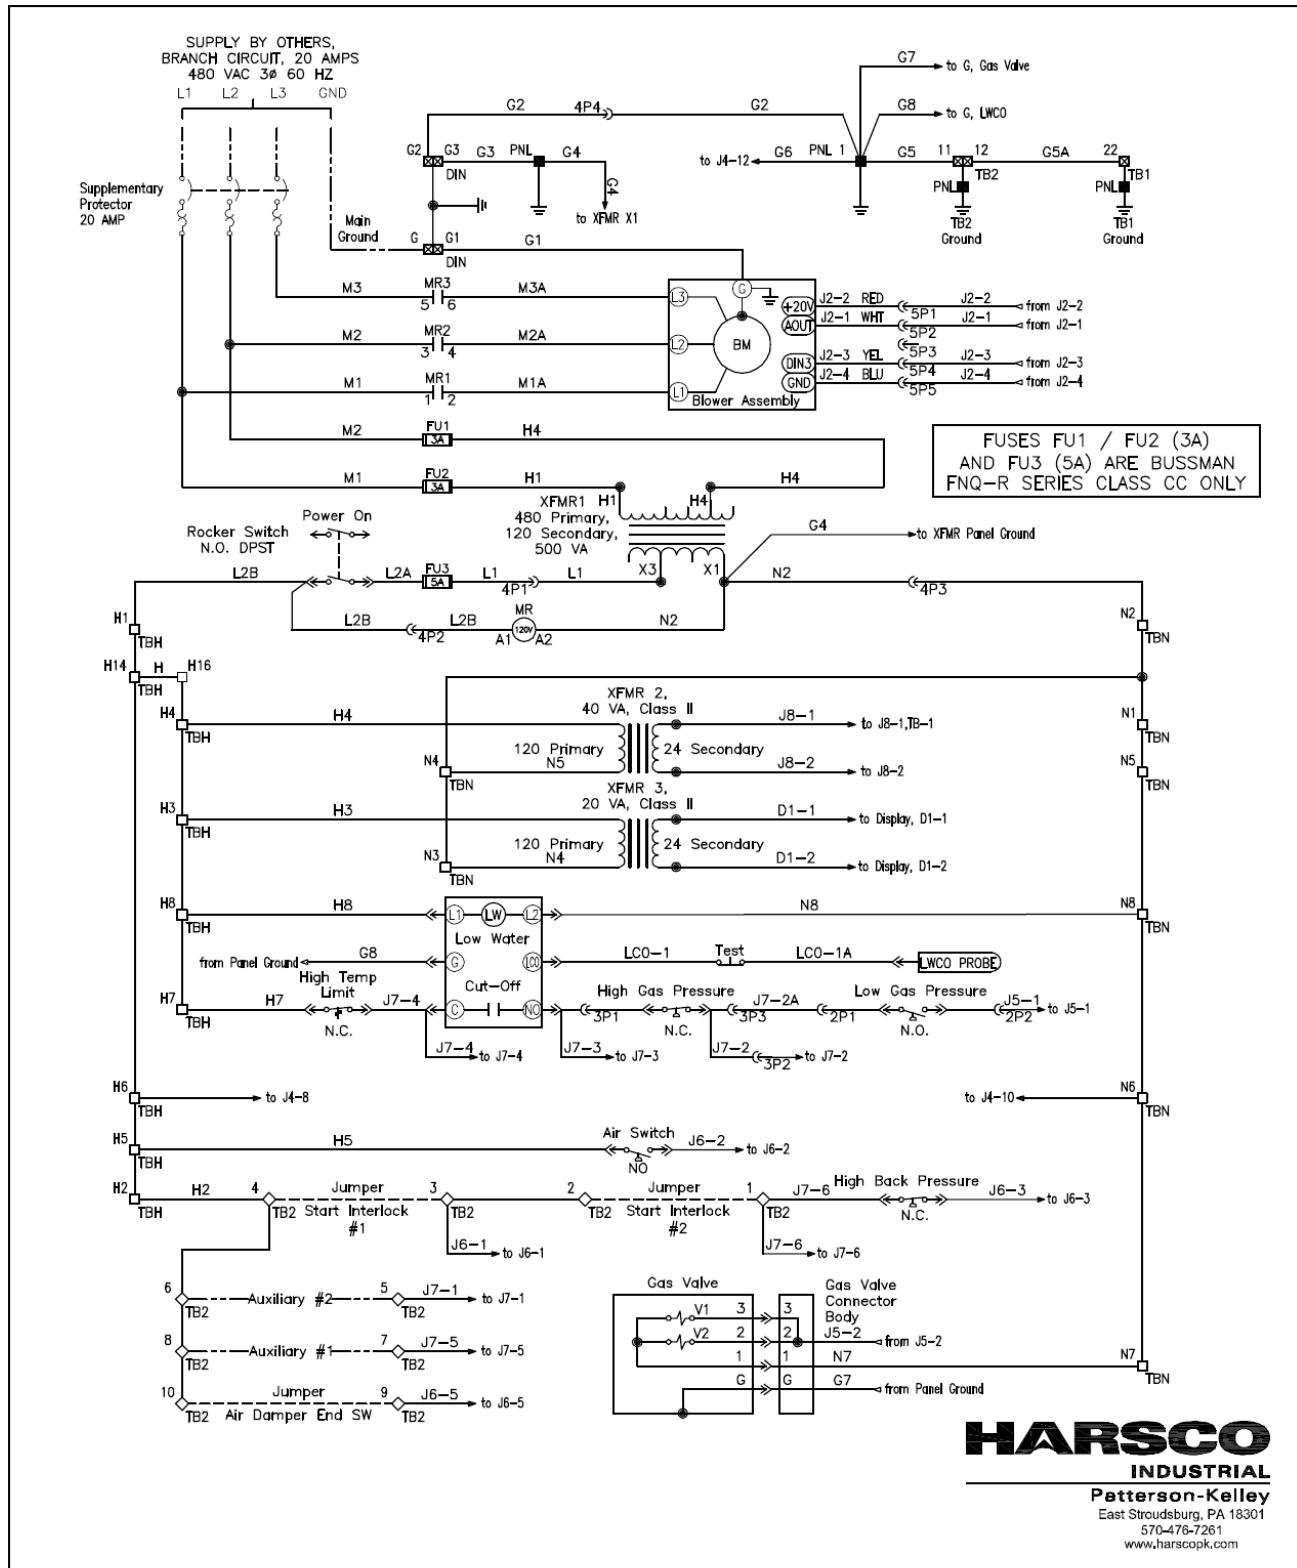 SUPPLY BY OTHERS,
BRANCH CIRCUIT, 20 AMPS
480 VAC 3ø 60 HZ
L1 L2 L3 GND
G7 to G, Gas Valve
G2 4P4 G2 G8 to G, LWCO
G2 G3 G3 PNL G4 to J4-12 G6 PNL 1 G5 11 12 G5A 22
DIN TB2 TB1
G4 PNL PNL
Supplementary
Protector
20 AMP
to XFMR X1
Main
Ground
TB2
Ground
TB1
Ground
G G1 G1
DIN
M3 MR3 M3A
5 6
L3 G +20V J2-2 RED J2-2 from J2-2
5P1
AOUT J2-1 WHT J2-1 from J2-1
5P2
M2 MR2 M2A
3 4
L2 BM
5P3
DIN3 J2-3 YEL J2-3 from J2-3
5P4
GND J2-4 BLU J2-4 from J2-4
5P5
M1 MR1 M1A
1 2
L1
Blower Assembly
M2 FU1 H4
3A
FUSES FU1 / FU2 (3A)
AND FU3 (5A) ARE BUSSMAN
FNQ-R SERIES CLASS CC ONLY
M1 FU2 H1 H4
3A
XFMR1 H1 H4
480 Primary,
120 Secondary,
500 VA
Power On
Rocker Switch
N.O. DPST
G4 to XFMR Panel Ground
L2B L2A FU3 L1 L1 X3 X1 N2
5A 4P1 4P3
L2B L2B MR N2
4P2 A1 120V A2
H1 N2
TBH TBN
H14 H H16
TBH
XFMR 2,
40 VA, Class II
H4 H4 J8-1 to J8-1,TB-1 N1
TBH TBN
120 Primary 24 Secondary
N4 N5 J8-2 to J8-2 N5
TBN TBN
XFMR 3,
20 VA, Class II
H3 H3 D1-1 to Display, D1-1
TBH
120 Primary 24 Secondary
N3 N4 D1-2 to Display, D1-2
TBN
H8 H8 L1 LW L2 N8 N8
TBH TBN
Low Water
from Panel Ground G8 G LCO LCO-1 Test LCO-1A LWCO PROBE
High Temp
Limit
Cut-Off High Gas Pressure Low Gas Pressure
H7 H7 J7-4 C NO J7-2A J5-1 to J5-1
TBH N.C. 3P1 N.C. 3P3 2P1 N.O. 2P2
J7-4 to J7-4 J7-3 to J7-3 J7-2 3P2 to J7-2
H6 to J4-8 to J4-10 N6
TBH TBN
H5 H5 Air Switch J6-2 to J6-2
TBH NO
H2 H2 4 Jumper 3 2 Jumper 1 J7-6 High Back Pressure J6-3 to J6-3
TBH TB2 Start Interlock TB2 TB2 Start Interlock TB2 N.C.
#1 #2
J6-1 to J6-1 J7-6 to J7-6
6 Auxiliary #2 5 J7-1 to J7-1
TB2 TB2
8 Auxiliary #1 7 J7-5 to J7-5
TB2 TB2
10 Jumper 9 J6-5 to J6-5
TB2 Air Damper End SW TB2
Gas Valve Gas Valve
Connector
Body
V1 3 3
V2 2 2 J5-2 from J5-2
1 1 N7 N7
TBN
G G G7 from Panel Ground
HARSCO
INDUSTRIAL
Patterson-Kelley
East Stroudsburg, PA 18301
570-476-7261
www.harscopk.com